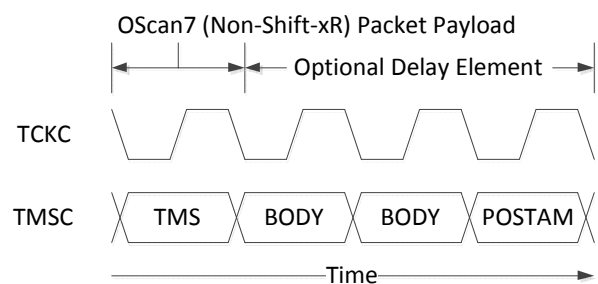 OScan7 (Non-Shift-xR) Packet Payload
Optional Delay Element
TCKC
TMSC TMS BODY BODY POSTAM
Time